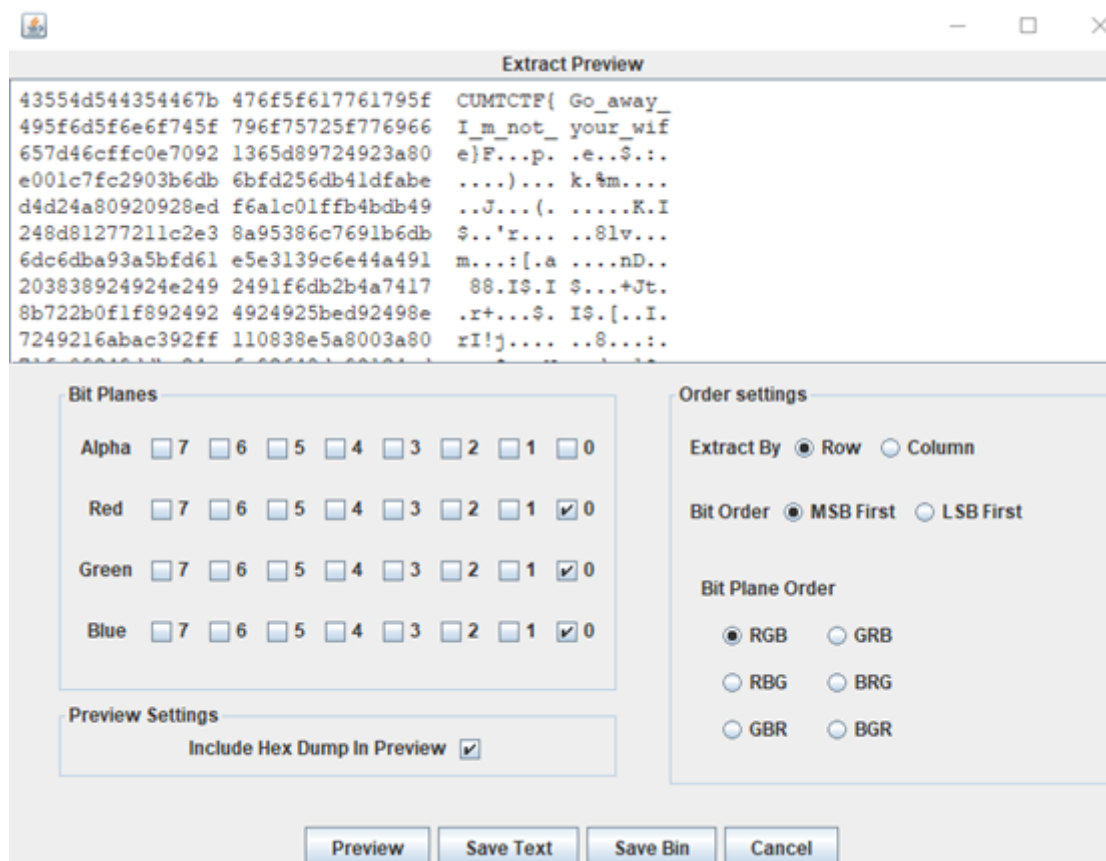 Extract Preview
43554d544354467b 476f5f617761795f CUMTCTF{ Go_away_
495f6d5f6e6f745f 796f75725f776966 I_m_not_ your_wif
657d46cffc0e7092 1365d89724923a80 e}F...p. .e..$.:.
e001c7fc2903b6db 6bfd256db41dfabe ....)... k.%m....
d4d24a80920928ed f6a1c01ffb4bdb49 ..J...(. .....K.I
248d81277211c2e3 8a95386c7691b6db $..'r... ..8lv...
6dc6dba93a5bfd61 e5e3139c6e44a491 m...:[.a ....nD..
203838924924e249 2491f6db2b4a7417  88.I$.I $...+Jt.
8b722b0f1f892492 4924925bed92498e .r+...$. I$.[..I.
7249216abac392ff 110838e5a8003a80 rI!j.... ..8...:.
Bit Planes
Alpha 7 6 5 4 3 2 1 0
Red 7 6 5 4 3 2 1 0
Green 7 6 5 4 3 2 1 0
Blue 7 6 5 4 3 2 1 0
Preview Settings
Include Hex Dump In Preview
Order settings
Extract By Row Column
Bit Order MSB First LSB First
Bit Plane Order
RGB GRB
RBG BRG
GBR BGR
Preview Save Text Save Bin Cancel